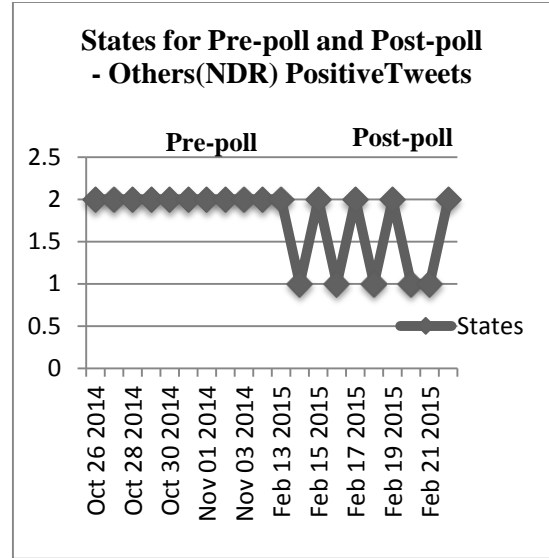 States for Pre-poll and Post-poll
- Others(NDR) PositiveTweets
Pre-poll
Post-poll
2.5
2
1.5
1
0.5
0
States
Oct 26 2014
Oct 28 2014
Oct 30 2014
Nov 01 2014
Nov 03 2014
Feb 13 2015
Feb 15 2015
Feb 17 2015
Feb 19 2015
Feb 21 2015